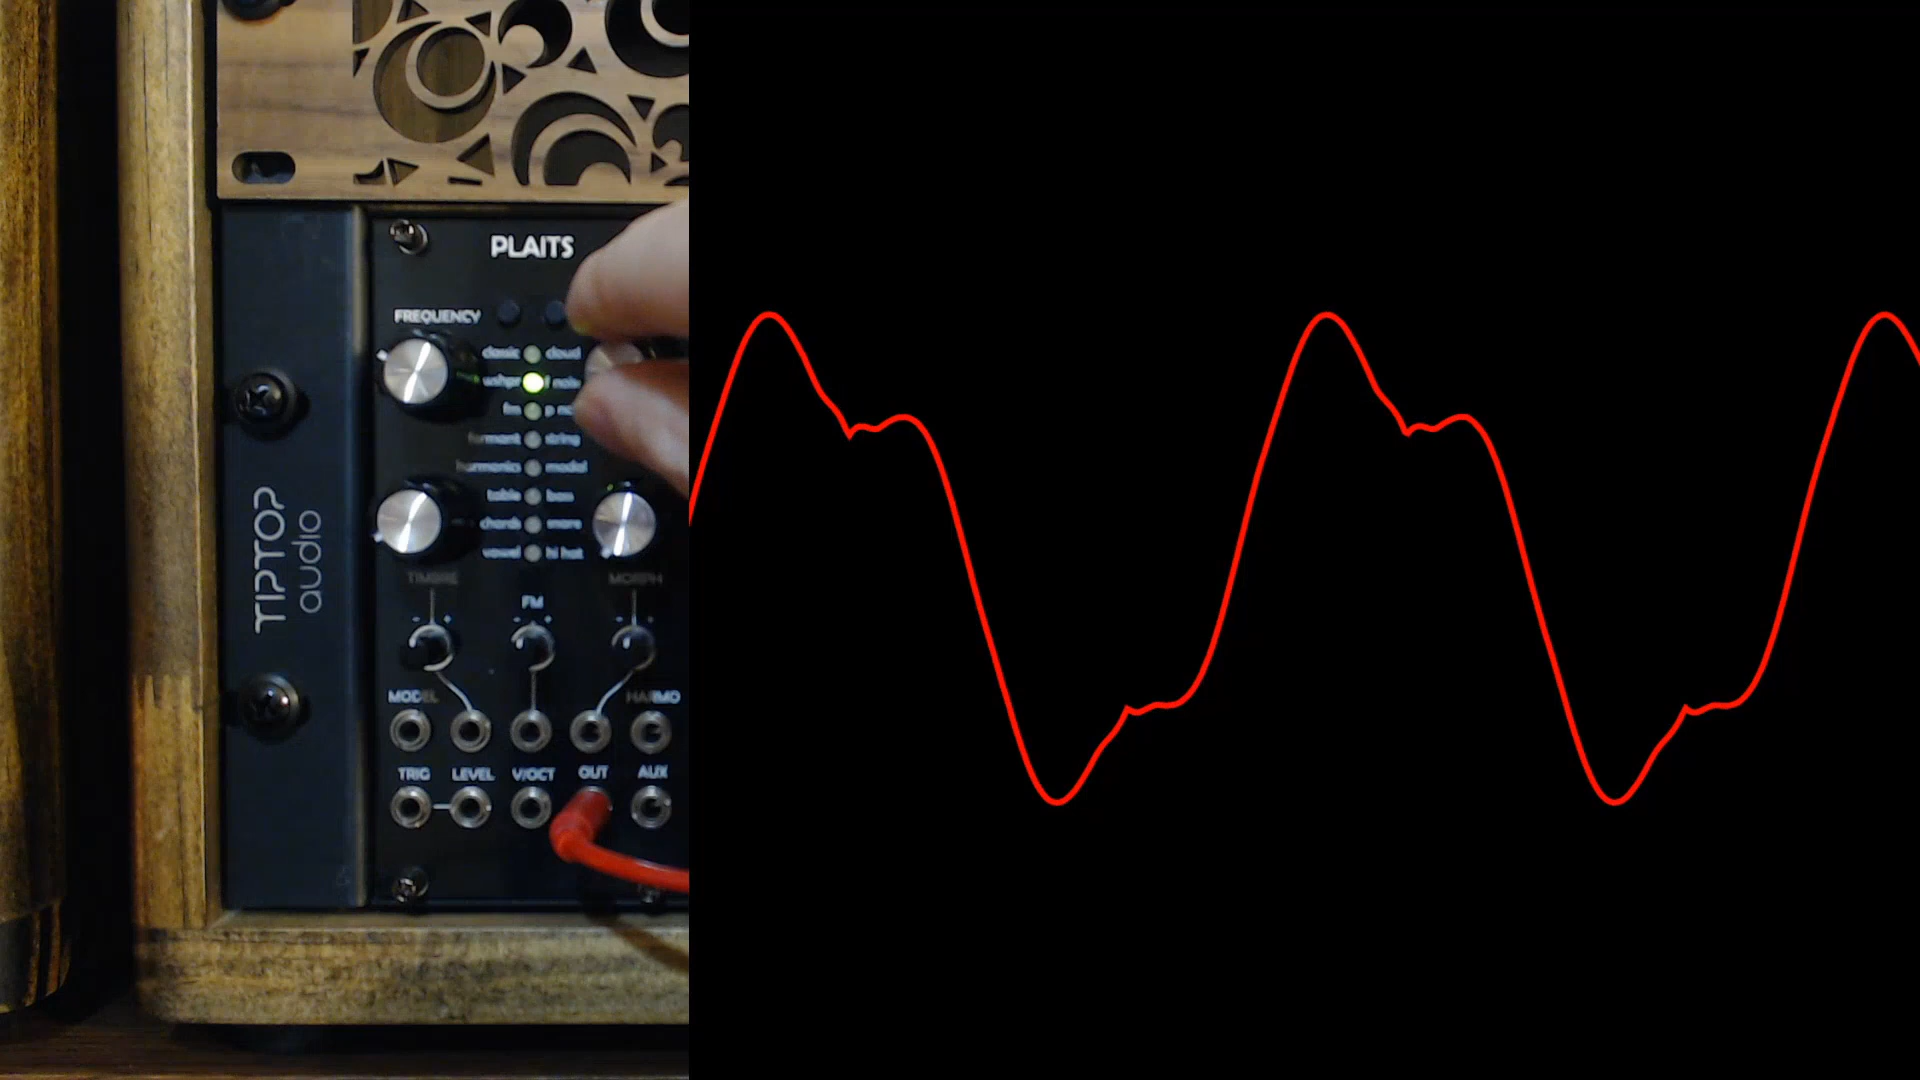 PLAITS
FREQUENCY
classic cloud
wshpr
fm
formant string
harmonics modal
table bass
chords snare
vowel hi hat
TIMBRE MORPH
FM
- + - + - +
MODEL HARMO
TRIG LEVEL V/OCT OUT AUX
TIPTOP
audio